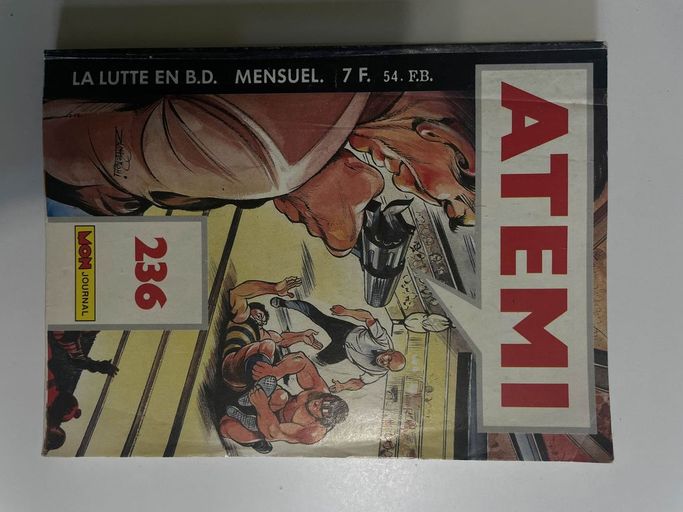 LA LUTTE EN B.D. MENSUEL. 7 F. 54. F.B.
ATEMI
236
MON
JOURNAL